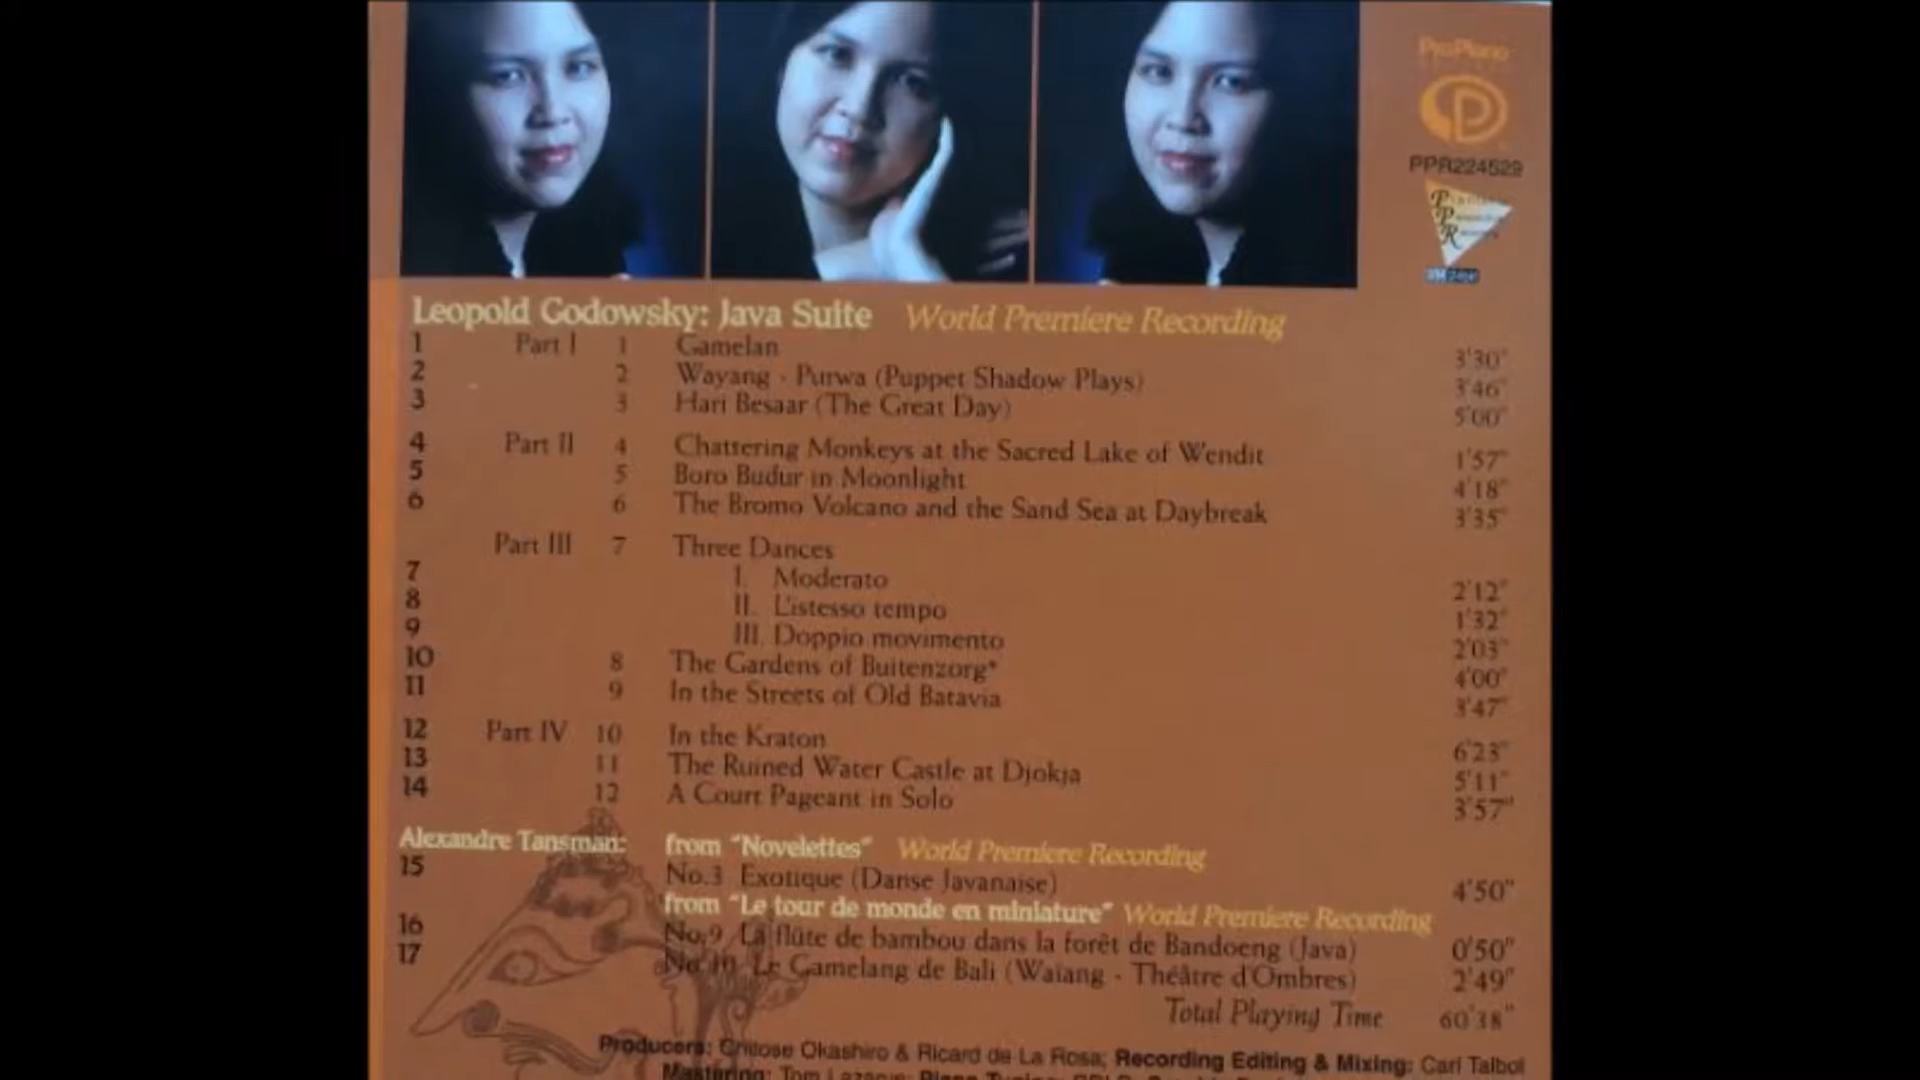 ProPiano
PPR224529
Leopold Godowsky: Java Suite World Premiere Recording
1 Part I 1 Gamelan 3'30"
2 2 Wayang - Purwa (Puppet Shadow Plays) 3'46"
3 3 Hari Besaar (The Great Day) 5'00"
4 Part II 4 Chattering Monkeys at the Sacred Lake of Wendit 1'57"
5 5 Boro Budur in Moonlight 4'18"
6 6 The Bromo Volcano and the Sand Sea at Daybreak 3'35"
Part III 7 Three Dances
7 I. Moderato 2'12"
8 II. L'istesso tempo 1'32"
9 III. Doppio movimento 2'03"
10 8 The Gardens of Buitenzorg* 4'00"
11 9 In the Streets of Old Batavia 3'47"
12 Part IV 10 In the Kraton 6'23"
13 11 The Ruined Water Castle at Djokja 5'11"
14 12 A Court Pageant in Solo 3'57"
Alexandre Tansman: from "Novelettes" World Premiere Recording
15 No.3 Exotique (Danse Javanaise) 4'50"
from "Le tour de monde en miniature" World Premiere Recording
16 No.9 La flûte de bambou dans la forêt de Bandoeng (Java) 0'50"
17 No.10 Le Gamelang de Bali (Waiang - Théâtre d'Ombres) 2'49"
Total Playing Time 60'38"
Producers: Chitose Okashiro & Ricard de La Rosa; Recording Editing & Mixing: Carl Talbot
Mastering: Tom Lazarus;